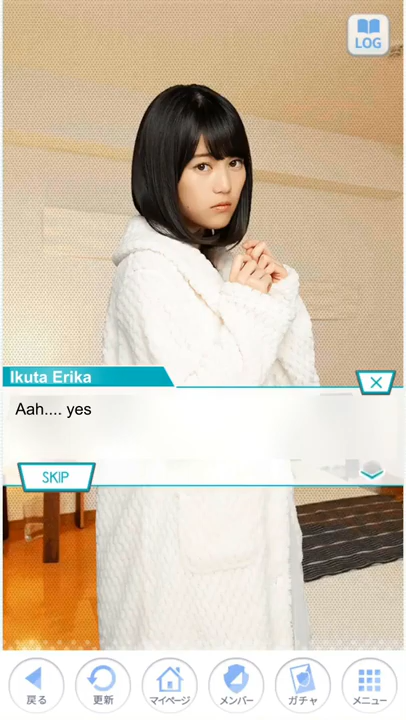 LOG
Ikuta Erika
Aah.... yes
SKIP
戻る
更新
マイページ
メンバー
ガチャ
メニュー